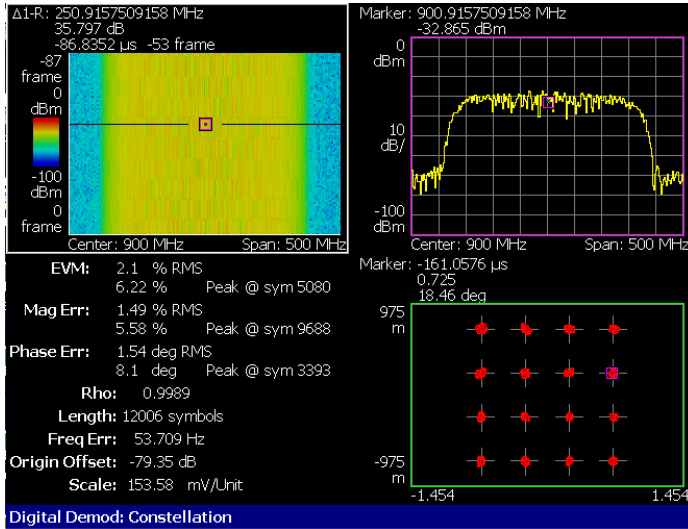 Δ1-R: 250.9157509158 MHz
35.797 dB
-86.8352 µs -53 frame
-87
frame
0
dBm
-100
dBm
0
frame
Center: 900 MHz Span: 500 MHz
Marker: 900.9157509158 MHz
-32.865 dBm
0
dBm
10
dB/
-100
dBm
Center: 900 MHz Span: 500 MHz
EVM: 2.1 % RMS
6.22 % Peak @ sym 5080
Mag Err: 1.49 % RMS
5.58 % Peak @ sym 9688
Phase Err: 1.54 deg RMS
8.1 deg Peak @ sym 3393
Rho: 0.9989
Length: 12006 symbols
Freq Err: 53.709 Hz
Origin Offset: -79.35 dB
Scale: 153.58 mV/Unit
Marker: -161.0576 µs
0.725
18.46 deg
975
m
-975
m
-1.454 1.454
Digital Demod: Constellation